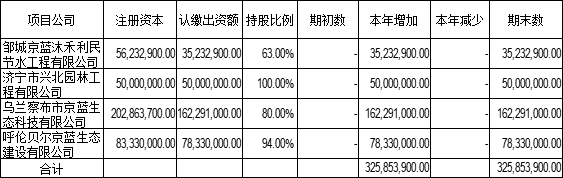 项目公司 注册资本 认缴出资额 持股比例 期初数 本年增加 本年减少 期末数
邹城京蓝沐禾利民节水工程有限公司 56,232,900.00 35,232,900.00 63.00% - 35,232,900.00 - 35,232,900.00
济宁市兴北园林工程有限公司 50,000,000.00 50,000,000.00 100.00% - 50,000,000.00 - 50,000,000.00
乌兰察布市京蓝生态科技有限公司 202,863,700.00 162,291,000.00 80.00% - 162,291,000.00 - 162,291,000.00
呼伦贝尔京蓝生态建设有限公司 83,330,000.00 78,330,000.00 94.00% - 78,330,000.00 - 78,330,000.00
合计 325,853,900.00 325,853,900.00